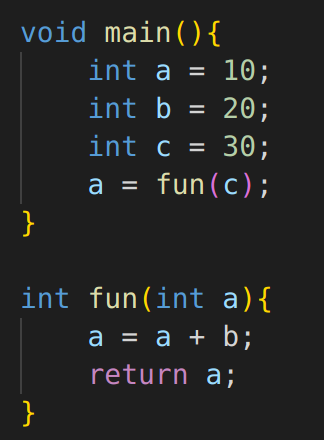 void main(){
    int a = 10;
    int b = 20;
    int c = 30;
    a = fun(c);
}

int fun(int a){
    a = a + b;
    return a;
}